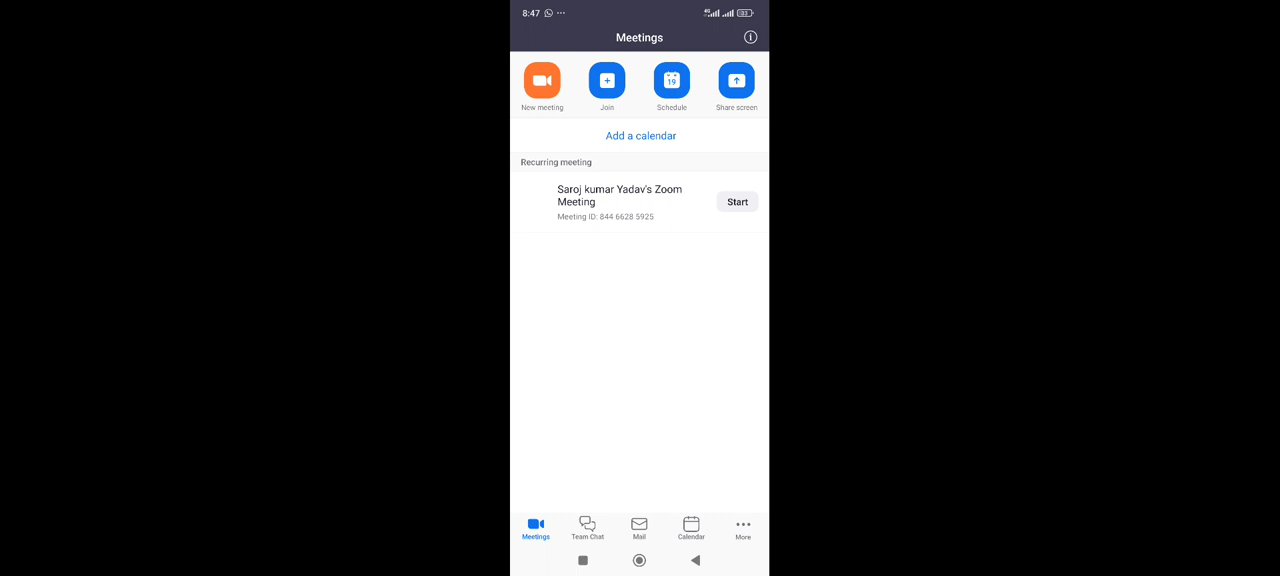 8:47
Meetings
New meeting
Join
19
Schedule
Share screen
Add a calendar
Recurring meeting
Saroj kumar Yadav's Zoom
Meeting
Start
Meeting ID: 844 6628 5925
Meetings
Team Chat
Mail
Calendar
More